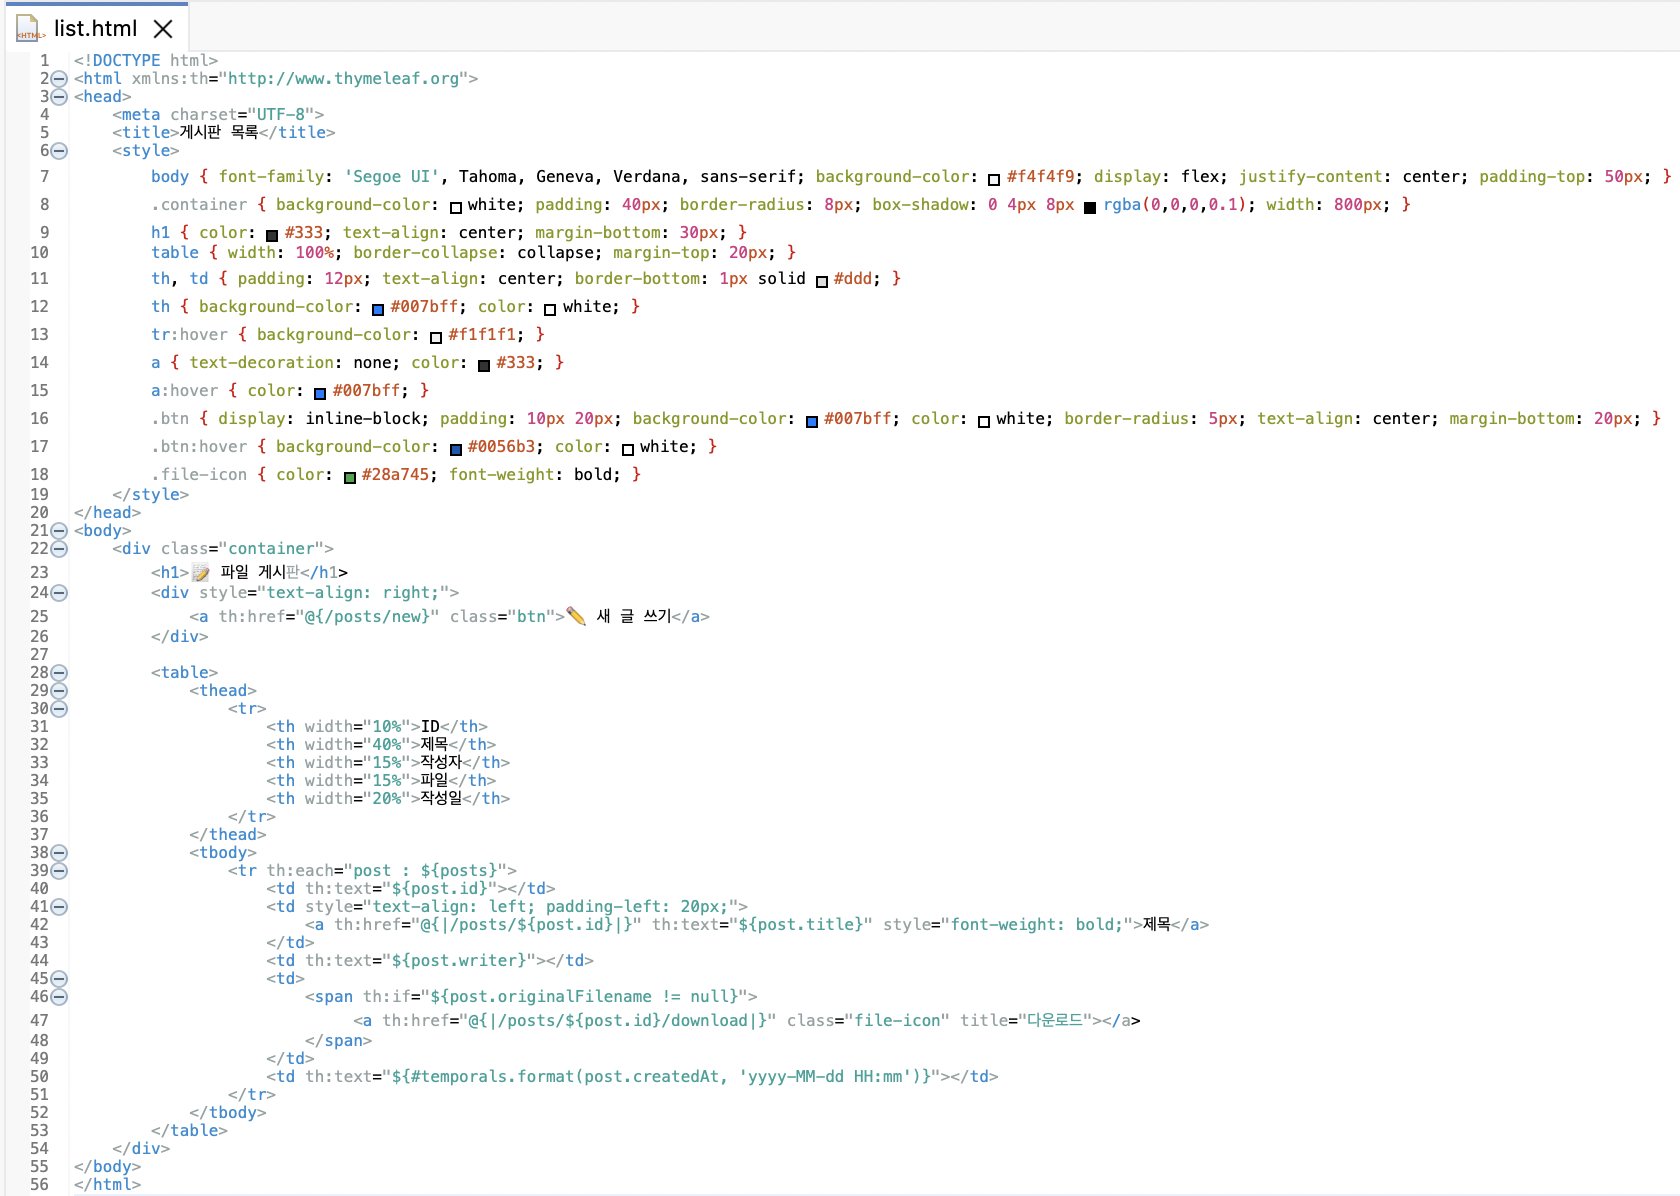 list.html
1 <!DOCTYPE html>
2 <html xmlns:th="http://www.thymeleaf.org">
3 <head>
4     <meta charset="UTF-8">
5     <title>게시판 목록</title>
6     <style>
7         body { font-family: 'Segoe UI', Tahoma, Geneva, Verdana, sans-serif; background-color: #f4f4f9; display: flex; justify-content: center; padding-top: 50px; }
8         .container { background-color: white; padding: 40px; border-radius: 8px; box-shadow: 0 4px 8px rgba(0,0,0,0.1); width: 800px; }
9         h1 { color: #333; text-align: center; margin-bottom: 30px; }
10         table { width: 100%; border-collapse: collapse; margin-top: 20px; }
11         th, td { padding: 12px; text-align: center; border-bottom: 1px solid #ddd; }
12         th { background-color: #007bff; color: white; }
13         tr:hover { background-color: #f1f1f1; }
14         a { text-decoration: none; color: #333; }
15         a:hover { color: #007bff; }
16         .btn { display: inline-block; padding: 10px 20px; background-color: #007bff; color: white; border-radius: 5px; text-align: center; margin-bottom: 20px; }
17         .btn:hover { background-color: #0056b3; color: white; }
18         .file-icon { color: #28a745; font-weight: bold; }
19     </style>
20 </head>
21 <body>
22     <div class="container">
23         <h1>📝 파일 게시판</h1>
24         <div style="text-align: right;">
25             <a th:href="@{/posts/new}" class="btn">✏️ 새 글 쓰기</a>
26         </div>
27
28         <table>
29             <thead>
30                 <tr>
31                     <th width="10%">ID</th>
32                     <th width="40%">제목</th>
33                     <th width="15%">작성자</th>
34                     <th width="15%">파일</th>
35                     <th width="20%">작성일</th>
36                 </tr>
37             </thead>
38             <tbody>
39                 <tr th:each="post : ${posts}">
40                     <td th:text="${post.id}"></td>
41                     <td style="text-align: left; padding-left: 20px;">
42                         <a th:href="@{|/posts/${post.id}|}" th:text="${post.title}" style="font-weight: bold;">제목</a>
43                     </td>
44                     <td th:text="${post.writer}"></td>
45                     <td>
46                         <span th:if="${post.originalFilename != null}">
47                              <a th:href="@{|/posts/${post.id}/download|}" class="file-icon" title="다운로드"></a>
48                         </span>
49                     </td>
50                     <td th:text="${#temporals.format(post.createdAt, 'yyyy-MM-dd HH:mm')}"></td>
51                 </tr>
52             </tbody>
53         </table>
54     </div>
55 </body>
56 </html>